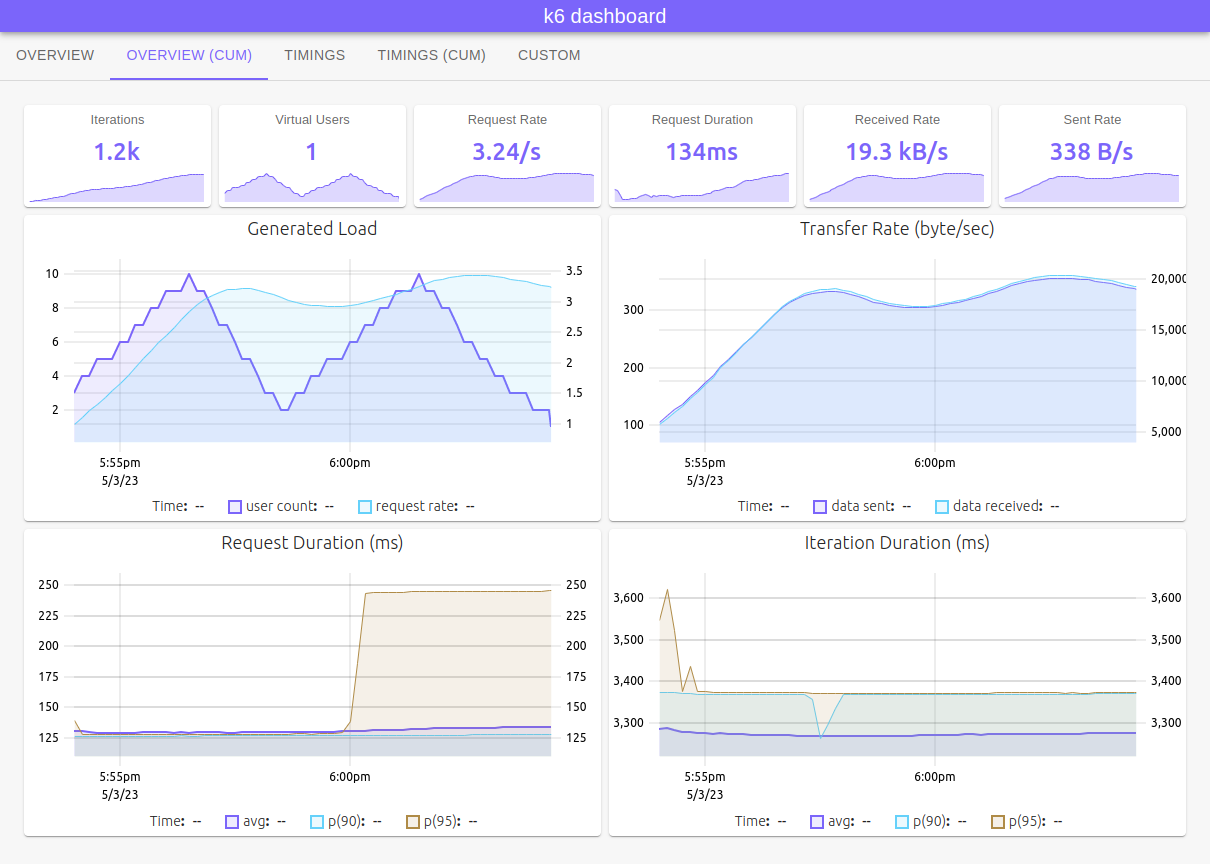 k6 dashboard
OVERVIEW OVERVIEW (CUM) TIMINGS TIMINGS (CUM) CUSTOM
Iterations Virtual Users Request Rate Request Duration Received Rate Sent Rate
1.2k 1 3.24/s 134ms 19.3 kB/s 338 B/s
Generated Load
10 3.5
8 3
6 2.5
4 2
2 1.5
1
5:55pm 6:00pm
5/3/23
Time: -- user count: -- request rate: --
Transfer Rate (byte/sec)
300 20,000
200 15,000
100 10,000
5,000
5:55pm 6:00pm
5/3/23
Time: -- data sent: -- data received: --
Request Duration (ms)
250 250
225 225
200 200
175 175
150 150
125 125
5:55pm 6:00pm
5/3/23
Time: -- avg: -- p(90): -- p(95): --
Iteration Duration (ms)
3,600 3,600
3,500 3,500
3,400 3,400
3,300 3,300
5:55pm 6:00pm
5/3/23
Time: -- avg: -- p(90): -- p(95): --